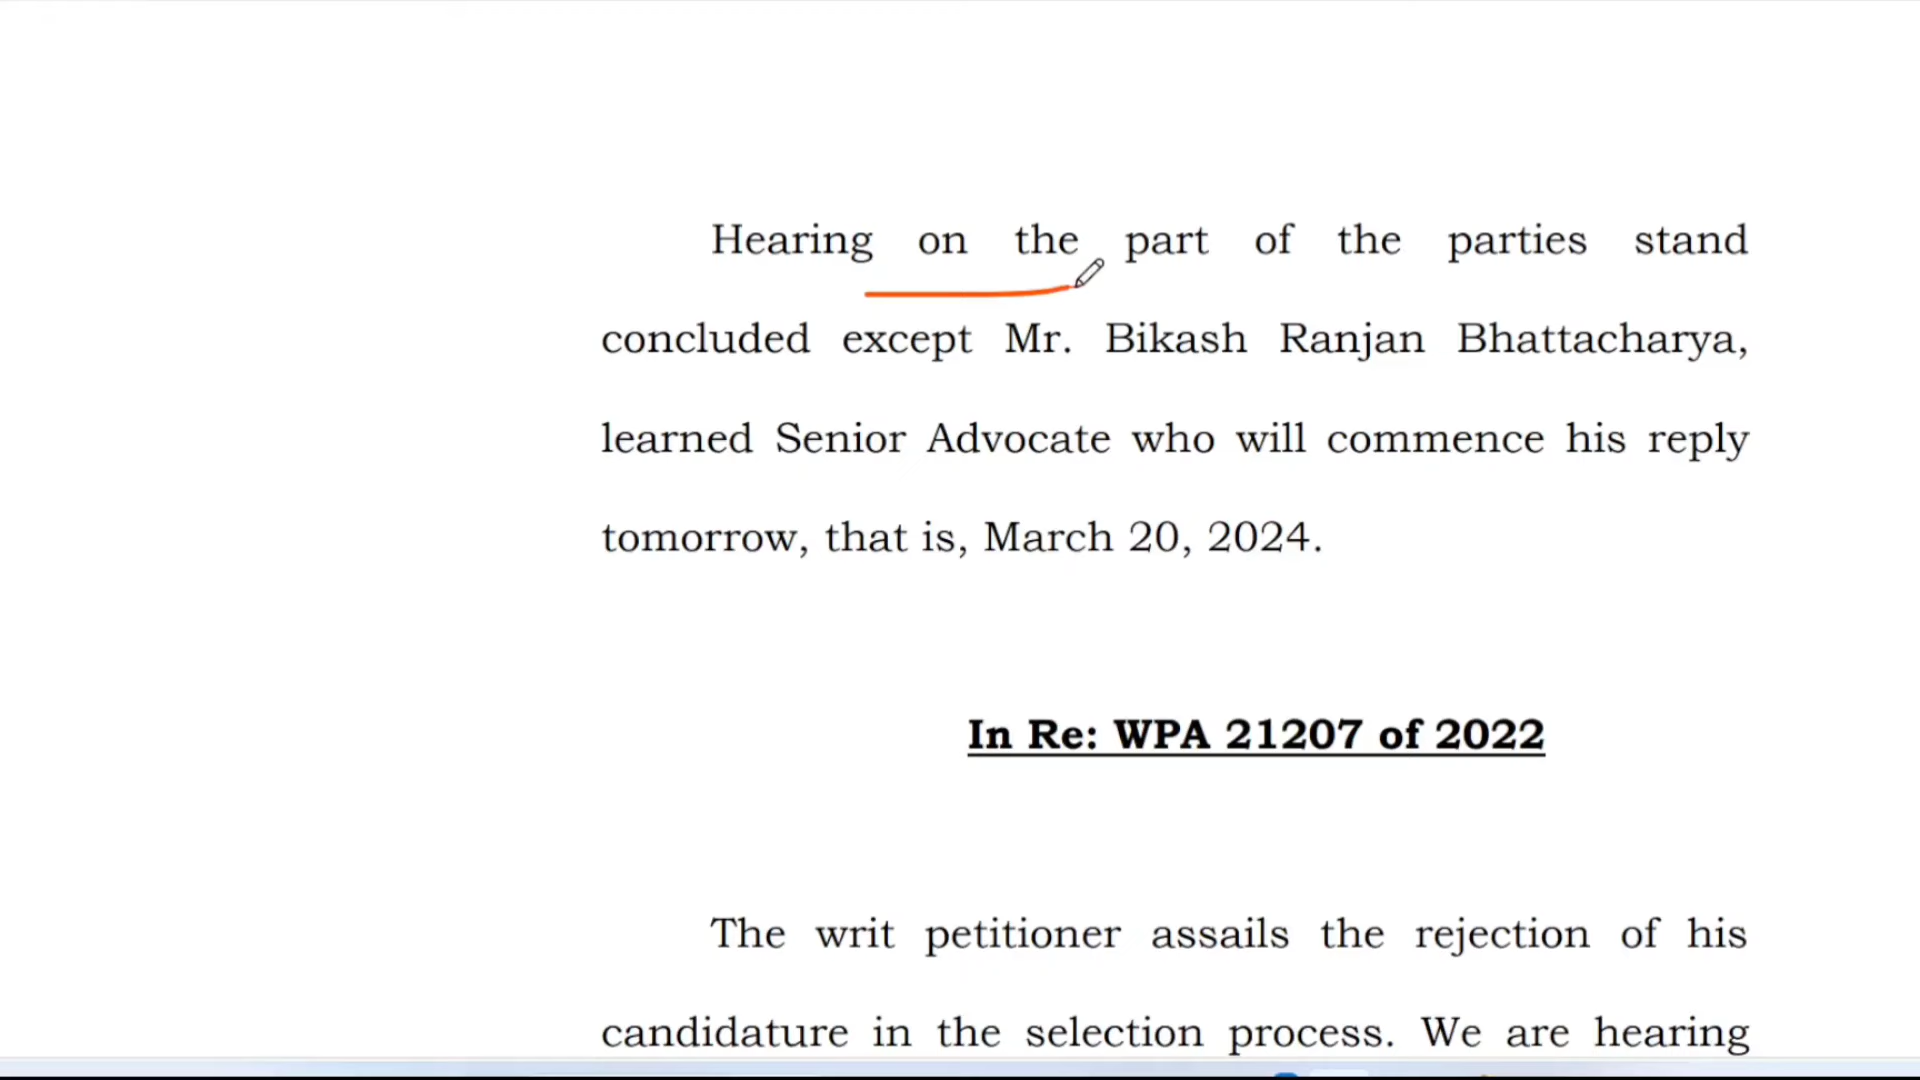 Hearing on the part of the parties stand
concluded except Mr. Bikash Ranjan Bhattacharya,
learned Senior Advocate who will commence his reply
tomorrow, that is, March 20, 2024.
In Re: WPA 21207 of 2022
The writ petitioner assails the rejection of his
candidature in the selection process. We are hearing